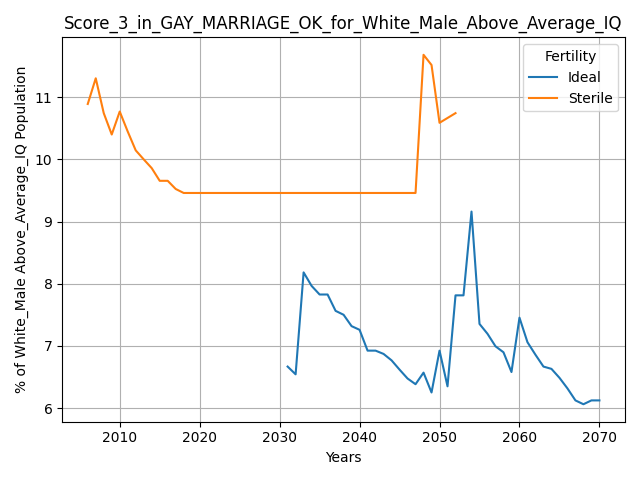 Score_3_in_GAY_MARRIAGE_OK_for_White_Male_Above_Average_IQ
Fertility
Ideal
Sterile
% of White_Male Above_Average_IQ Population
11
10
9
8
7
6
2010 2020 2030 2040 2050 2060 2070
Years